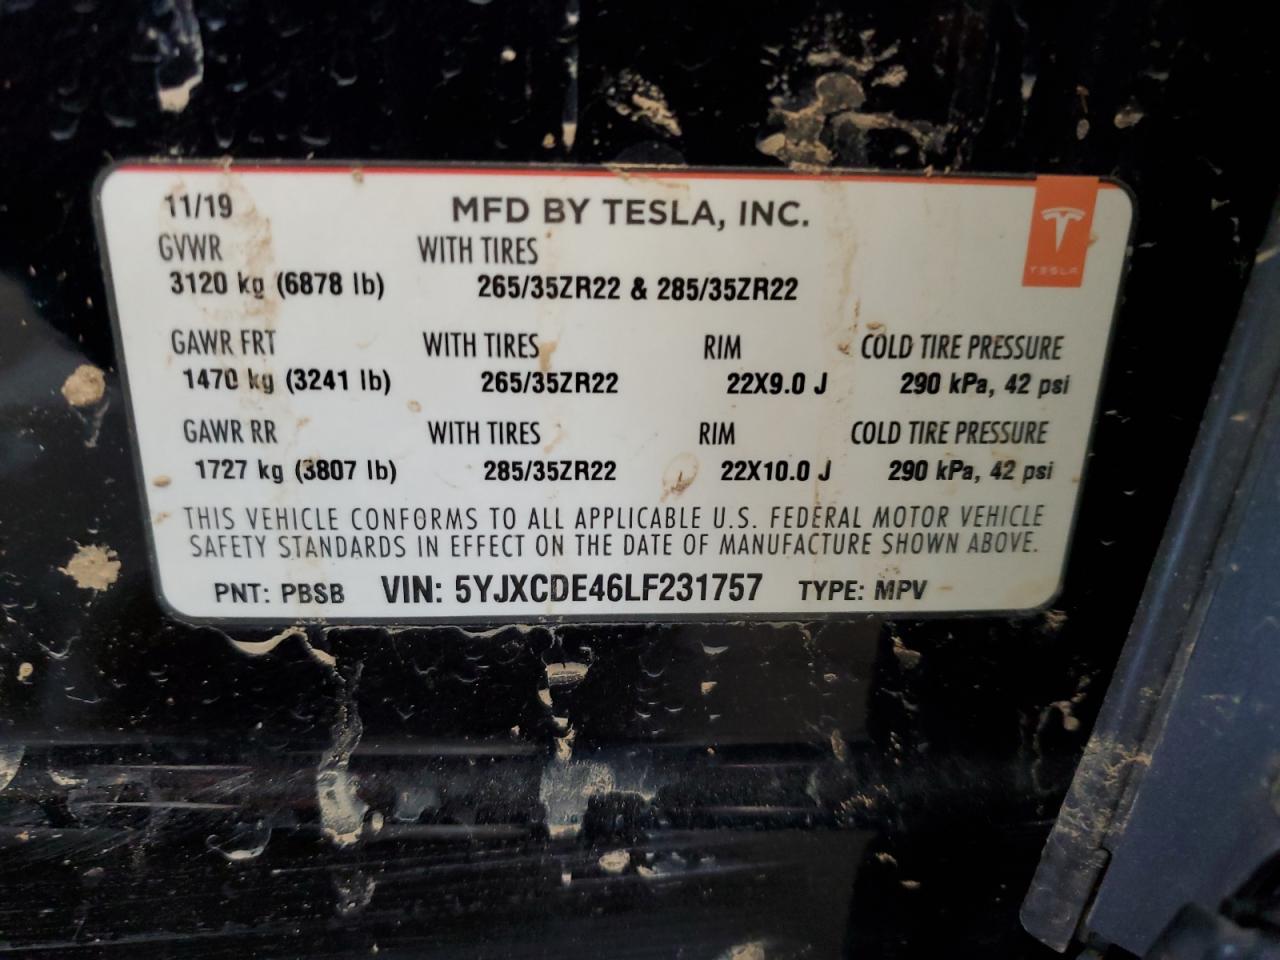 11/19 MFD BY TESLA, INC.
GVWR WITH TIRES
3120 kg (6878 lb) 265/35ZR22 & 285/35ZR22
TESLA
GAWR FRT WITH TIRES RIM COLD TIRE PRESSURE
1470 kg (3241 lb) 265/35ZR22 22X9.0 J 290 kPa, 42 psi
GAWR RR WITH TIRES RIM COLD TIRE PRESSURE
1727 kg (3807 lb) 285/35ZR22 22X10.0 J 290 kPa, 42 psi
THIS VEHICLE CONFORMS TO ALL APPLICABLE U.S. FEDERAL MOTOR VEHICLE
SAFETY STANDARDS IN EFFECT ON THE DATE OF MANUFACTURE SHOWN ABOVE.
PNT: PBSB VIN: 5YJXCDE46LF231757 TYPE: MPV